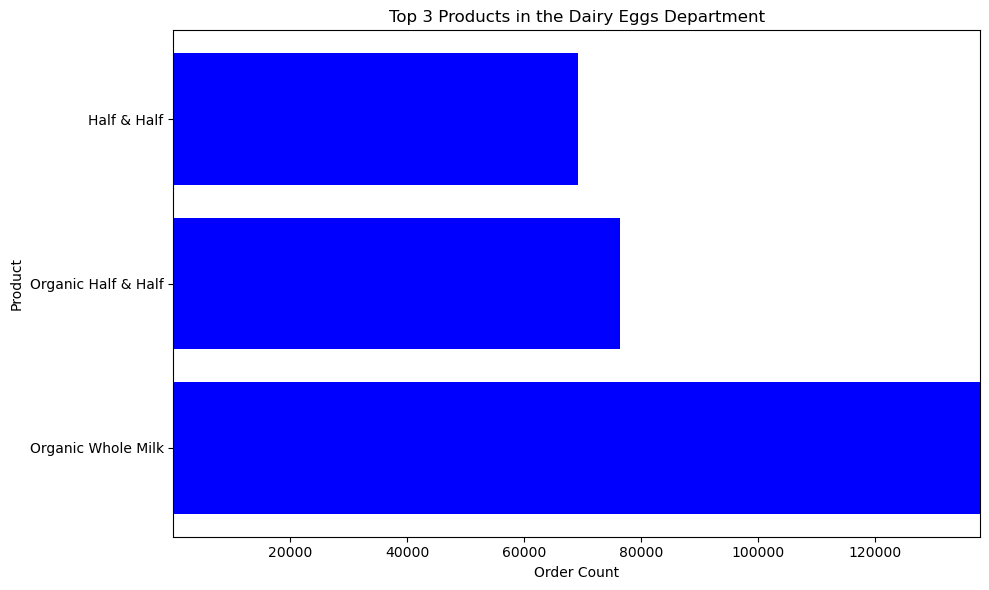 Top 3 Products in the Dairy Eggs Department
Half & Half
Organic Half & Half
Organic Whole Milk
Product
20000 40000 60000 80000 100000 120000
Order Count